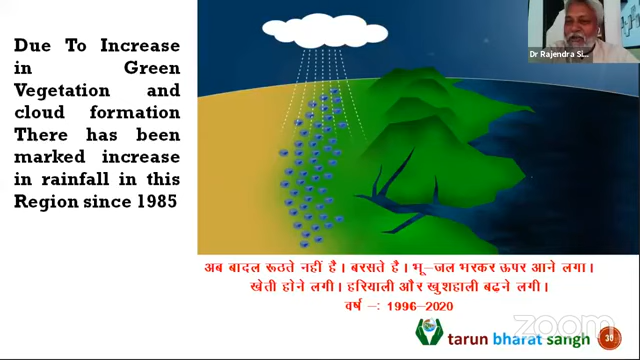 Due To Increase
in Green
Vegetation and
cloud formation
There has been
marked increase
in rainfall in this
Region since 1985
Dr Rajendra Si...
अब बादल रूठते नहीं है। बरसते है। भू–जल भरकर ऊपर आने लगा।
खेती होने लगी। हरियाली और खुशहाली बढ़ने लगी।
वर्ष –: 1996–2020
zoom
tarun bharat sangh
30